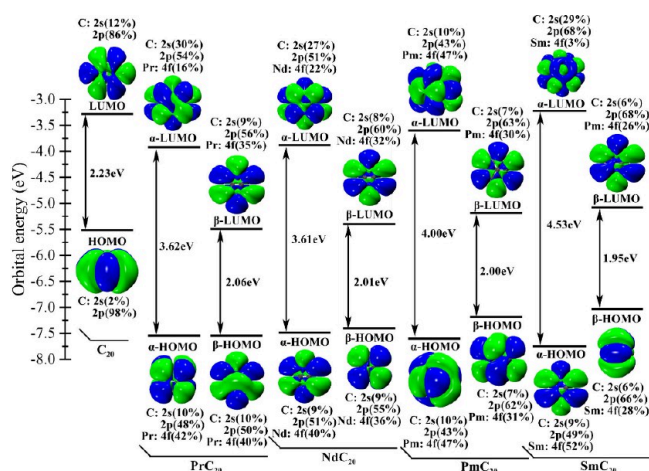 C: 2s(12%)
2p(86%)
LUMO
2.23eV
HOMO
C: 2s(2%)
2p(98%)
C20
C: 2s(30%)
2p(54%)
Pr: 4f(16%)
α-LUMO
3.62eV
α-HOMO
C: 2s(10%)
2p(48%)
Pr: 4f(42%)
C: 2s(9%)
2p(56%)
Pr: 4f(35%)
β-LUMO
2.06eV
β-HOMO
C: 2s(10%)
2p(50%)
Pr: 4f(40%)
PrC20
C: 2s(27%)
2p(51%)
Nd: 4f(22%)
α-LUMO
3.61eV
α-HOMO
C: 2s(9%)
2p(51%)
Nd: 4f(40%)
C: 2s(8%)
2p(60%)
Nd: 4f(32%)
β-LUMO
2.01eV
β-HOMO
C: 2s(9%)
2p(55%)
Nd: 4f(36%)
NdC20
C: 2s(10%)
2p(43%)
Pm: 4f(47%)
α-LUMO
4.00eV
α-HOMO
C: 2s(10%)
2p(43%)
Pm: 4f(47%)
C: 2s(7%)
2p(63%)
Pm: 4f(30%)
β-LUMO
2.00eV
β-HOMO
C: 2s(7%)
2p(62%)
Pm: 4f(31%)
PmC20
C: 2s(29%)
2p(68%)
Sm: 4f(3%)
α-LUMO
4.53eV
α-HOMO
C: 2s(9%)
2p(49%)
Sm: 4f(52%)
C: 2s(6%)
2p(68%)
Pm: 4f(26%)
β-LUMO
1.95eV
β-HOMO
C: 2s(6%)
2p(66%)
Sm: 4f(28%)
SmC20
Orbital energy (eV)
-3.0
-3.5
-4.0
-4.5
-5.0
-5.5
-6.0
-6.5
-7.0
-7.5
-8.0